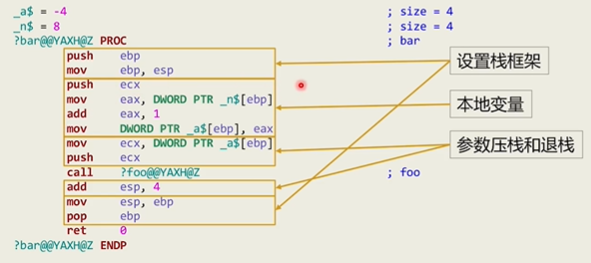 _a$ = -4 ; size = 4
_n$ = 8 ; size = 4
?bar@@YAXH@Z PROC ; bar
push ebp
mov ebp, esp
push ecx
mov eax, DWORD PTR _n$[ebp]
add eax, 1
mov DWORD PTR _a$[ebp], eax
mov ecx, DWORD PTR _a$[ebp]
push ecx
call ?foo@@YAXH@Z ; foo
add esp, 4
mov esp, ebp
pop ebp
ret 0
?bar@@YAXH@Z ENDP
设置栈框架
本地变量
参数压栈和退栈